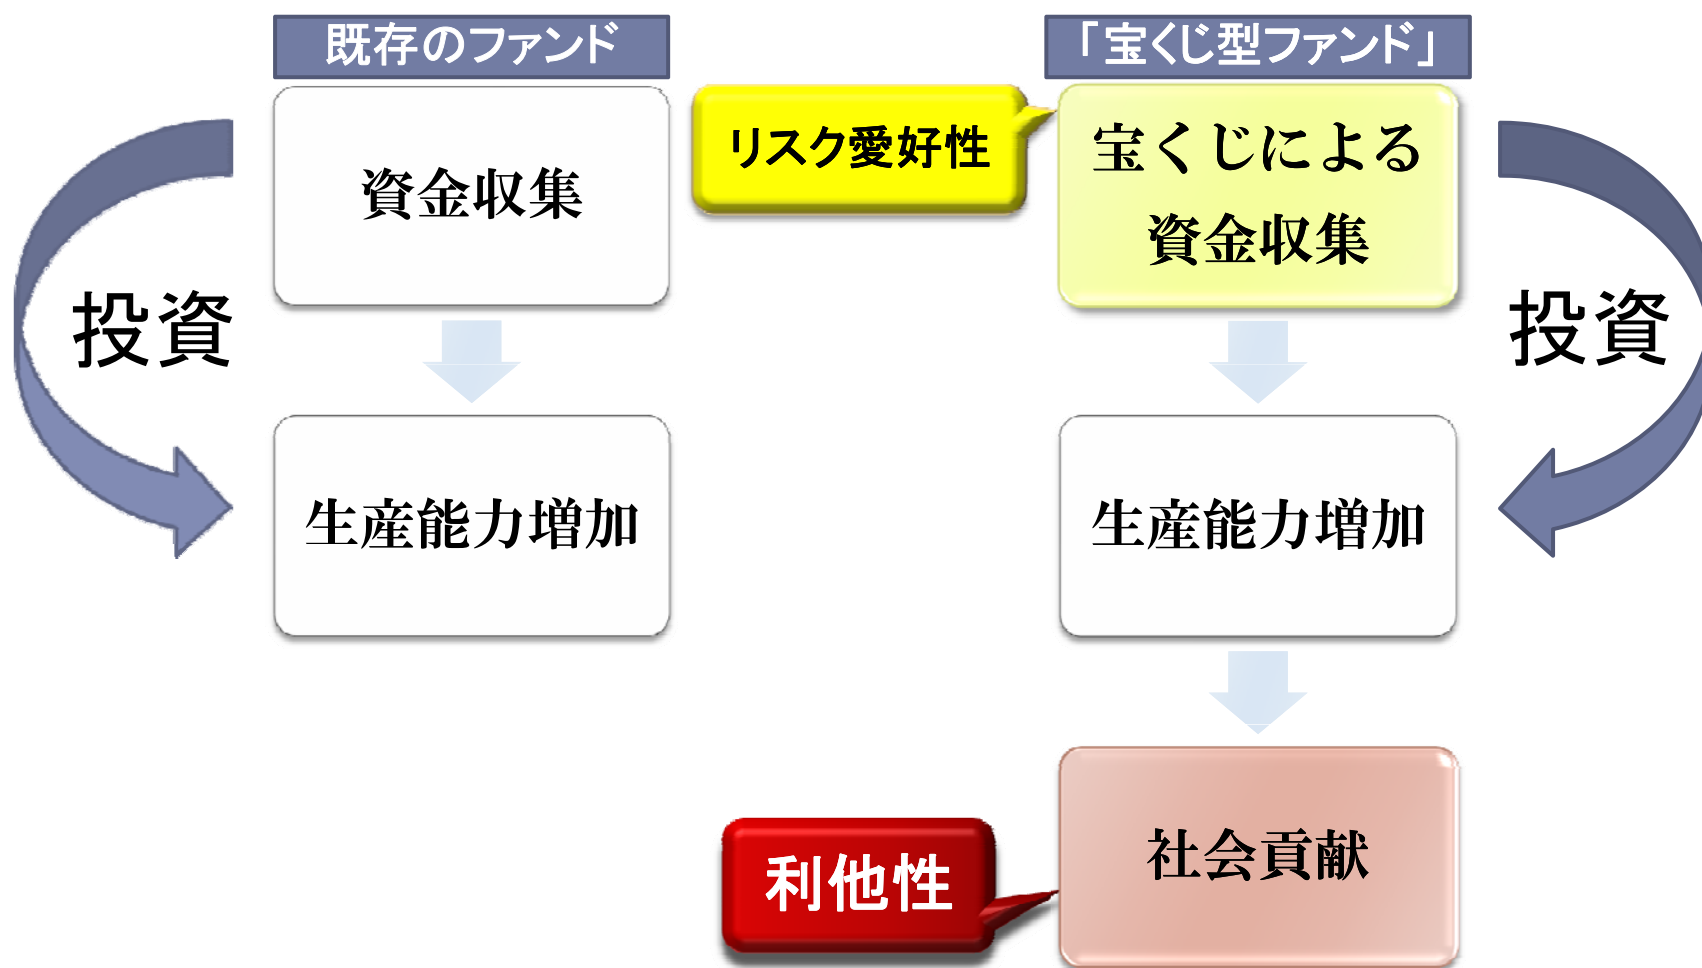 既存のファンド
「宝くじ型ファンド」
資金収集
リスク愛好性
宝くじによる
資金収集
投資
投資
生産能力増加
生産能力増加
社会貢献
利他性